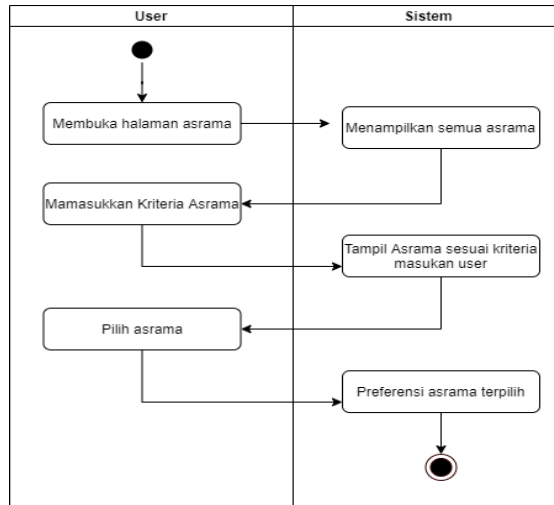 User
Sistem
Membuka halaman asrama
Menampilkan semua asrama
Mamasukkan Kriteria Asrama
Tampil Asrama sesuai kriteria
masukan user
Pilih asrama
Preferensi asrama terpilih